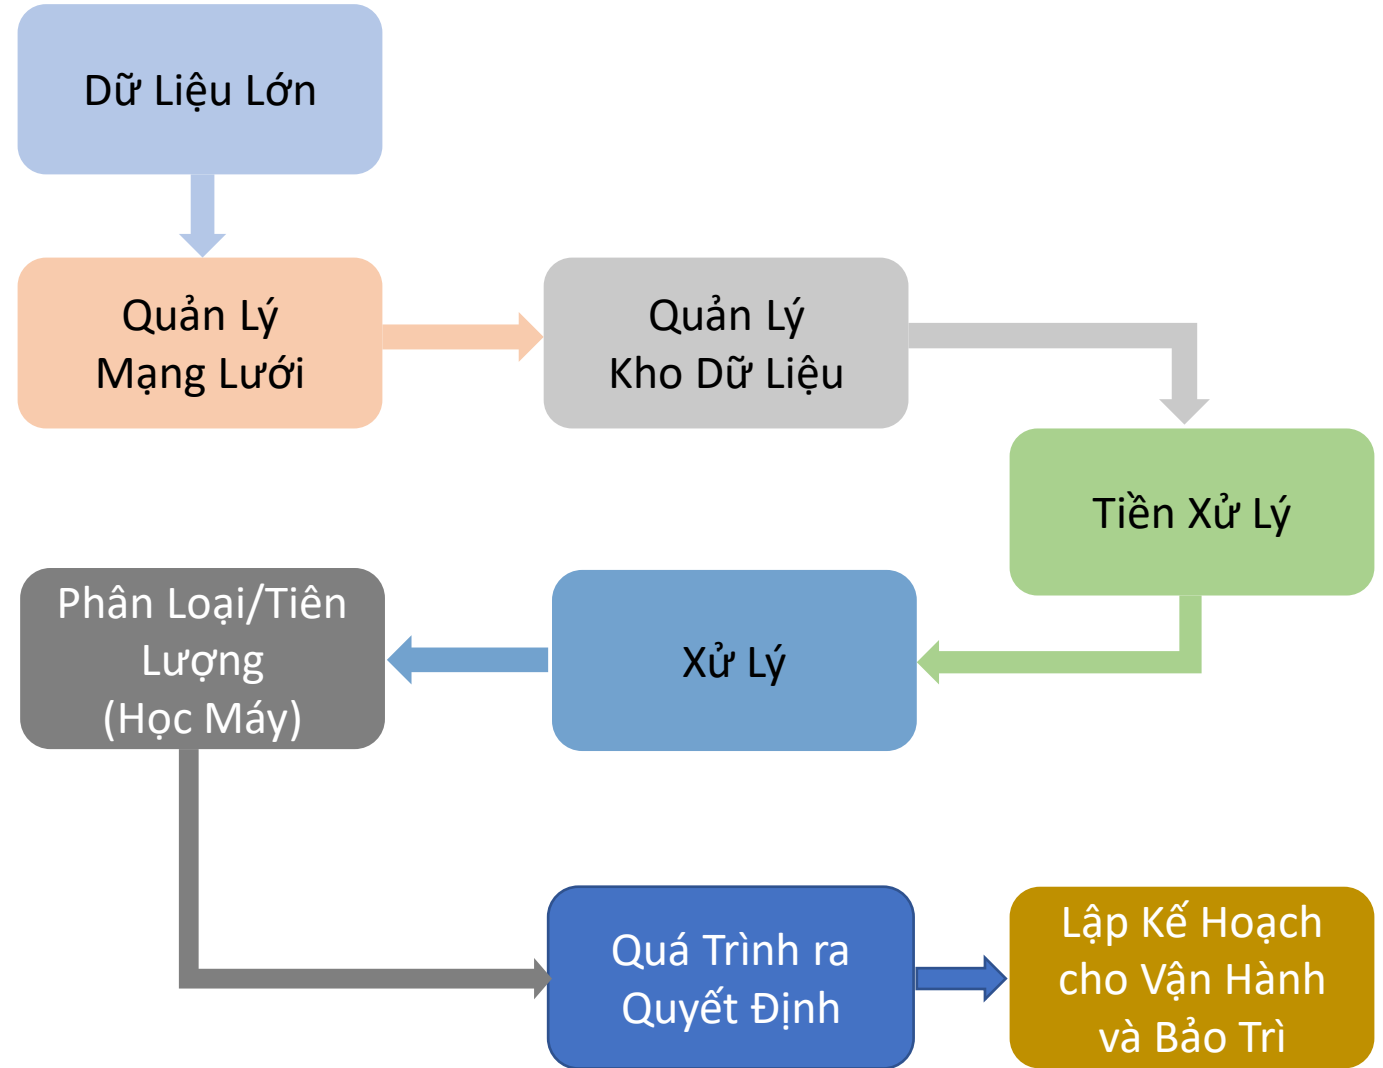 Dữ Liệu Lớn
Quản Lý
Mạng Lưới
Quản Lý
Kho Dữ Liệu
Tiền Xử Lý
Xử Lý
Phân Loại/Tiên
Lượng
(Học Máy)
Quá Trình ra
Quyết Định
Lập Kế Hoạch
cho Vận Hành
và Bảo Trì